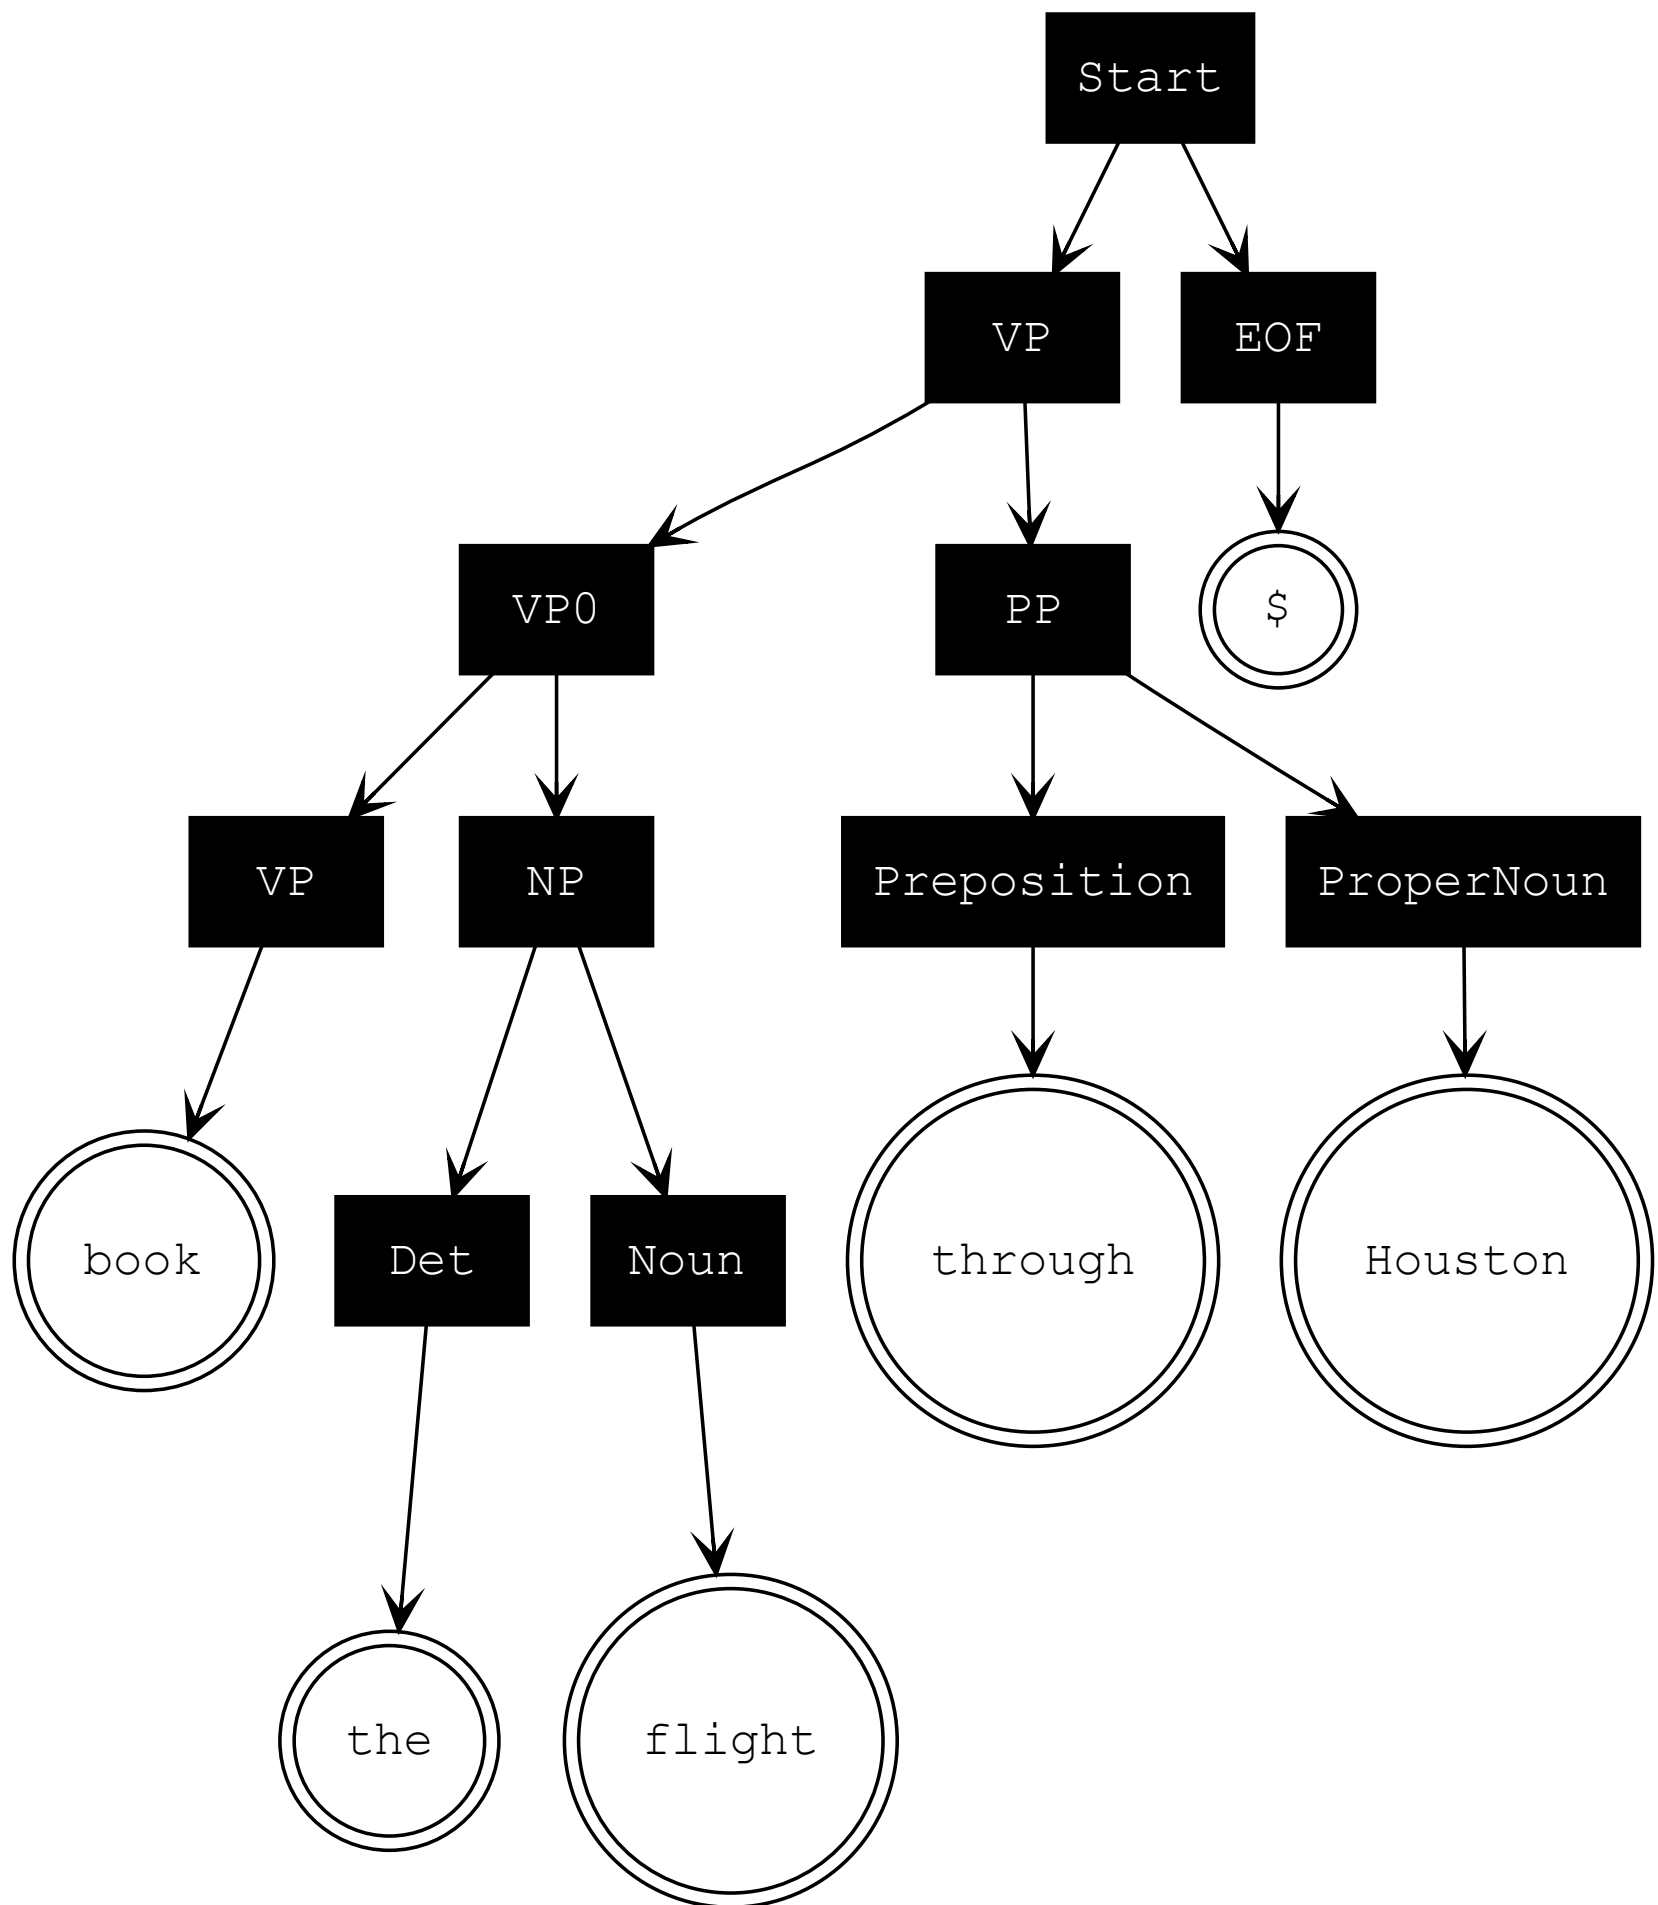 Start
VP EOF
VP0 PP $
VP NP Preposition ProperNoun
book Det Noun through Houston
the flight